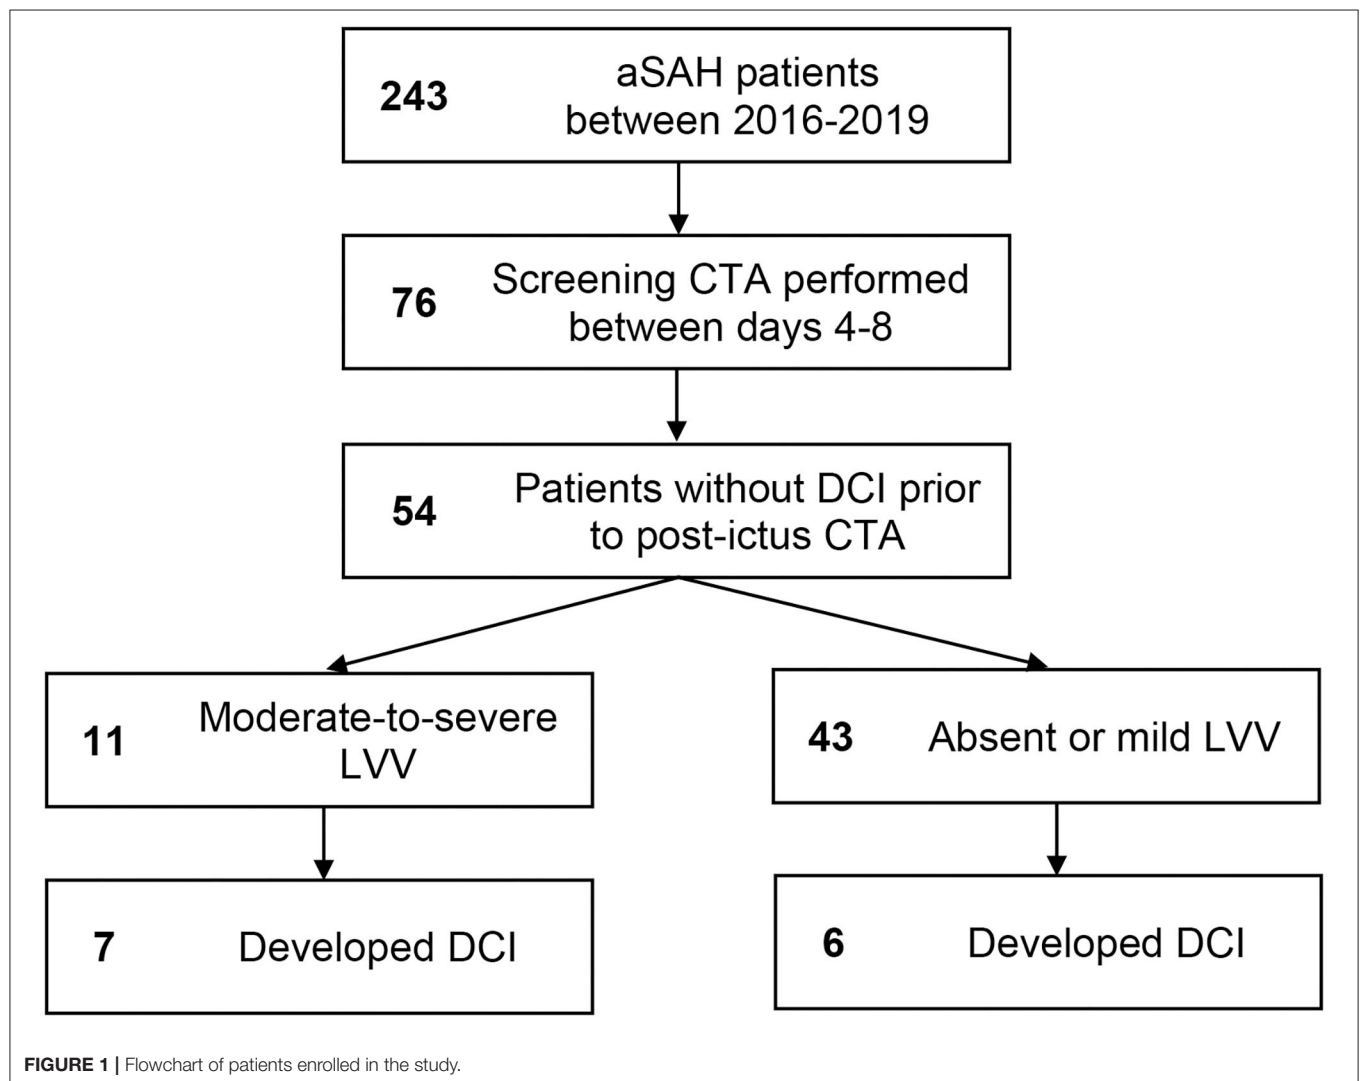 243
aSAH patients
between 2016-2019
76
Screening CTA performed
between days 4-8
54
Patients without DCI prior
to post-ictus CTA
11
Moderate-to-severe
LVV
43
Absent or mild LVV
7
Developed DCI
6
Developed DCI
FIGURE 1 | Flowchart of patients enrolled in the study.